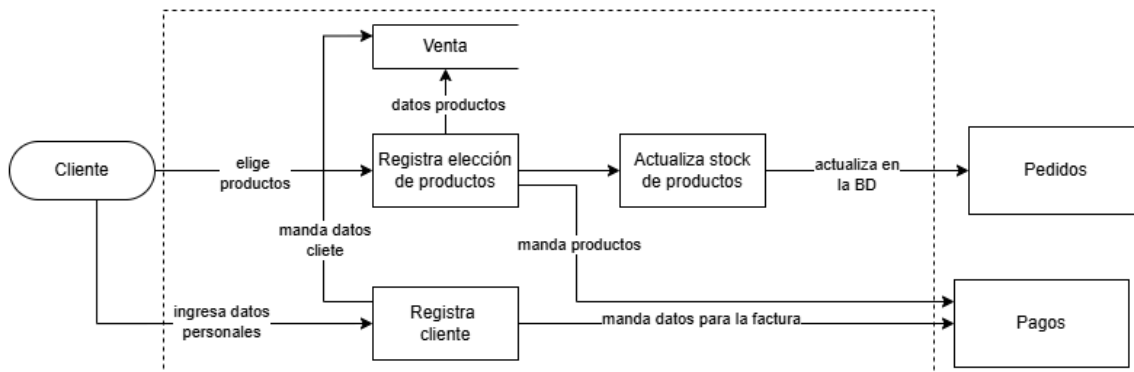 Venta
datos productos
Cliente
elige
productos
Registra elección
de productos
Actualiza stock
de productos
actualiza en
la BD
Pedidos
manda datos
cliete
manda productos
ingresa datos
personales
Registra
cliente
manda datos para la factura
Pagos